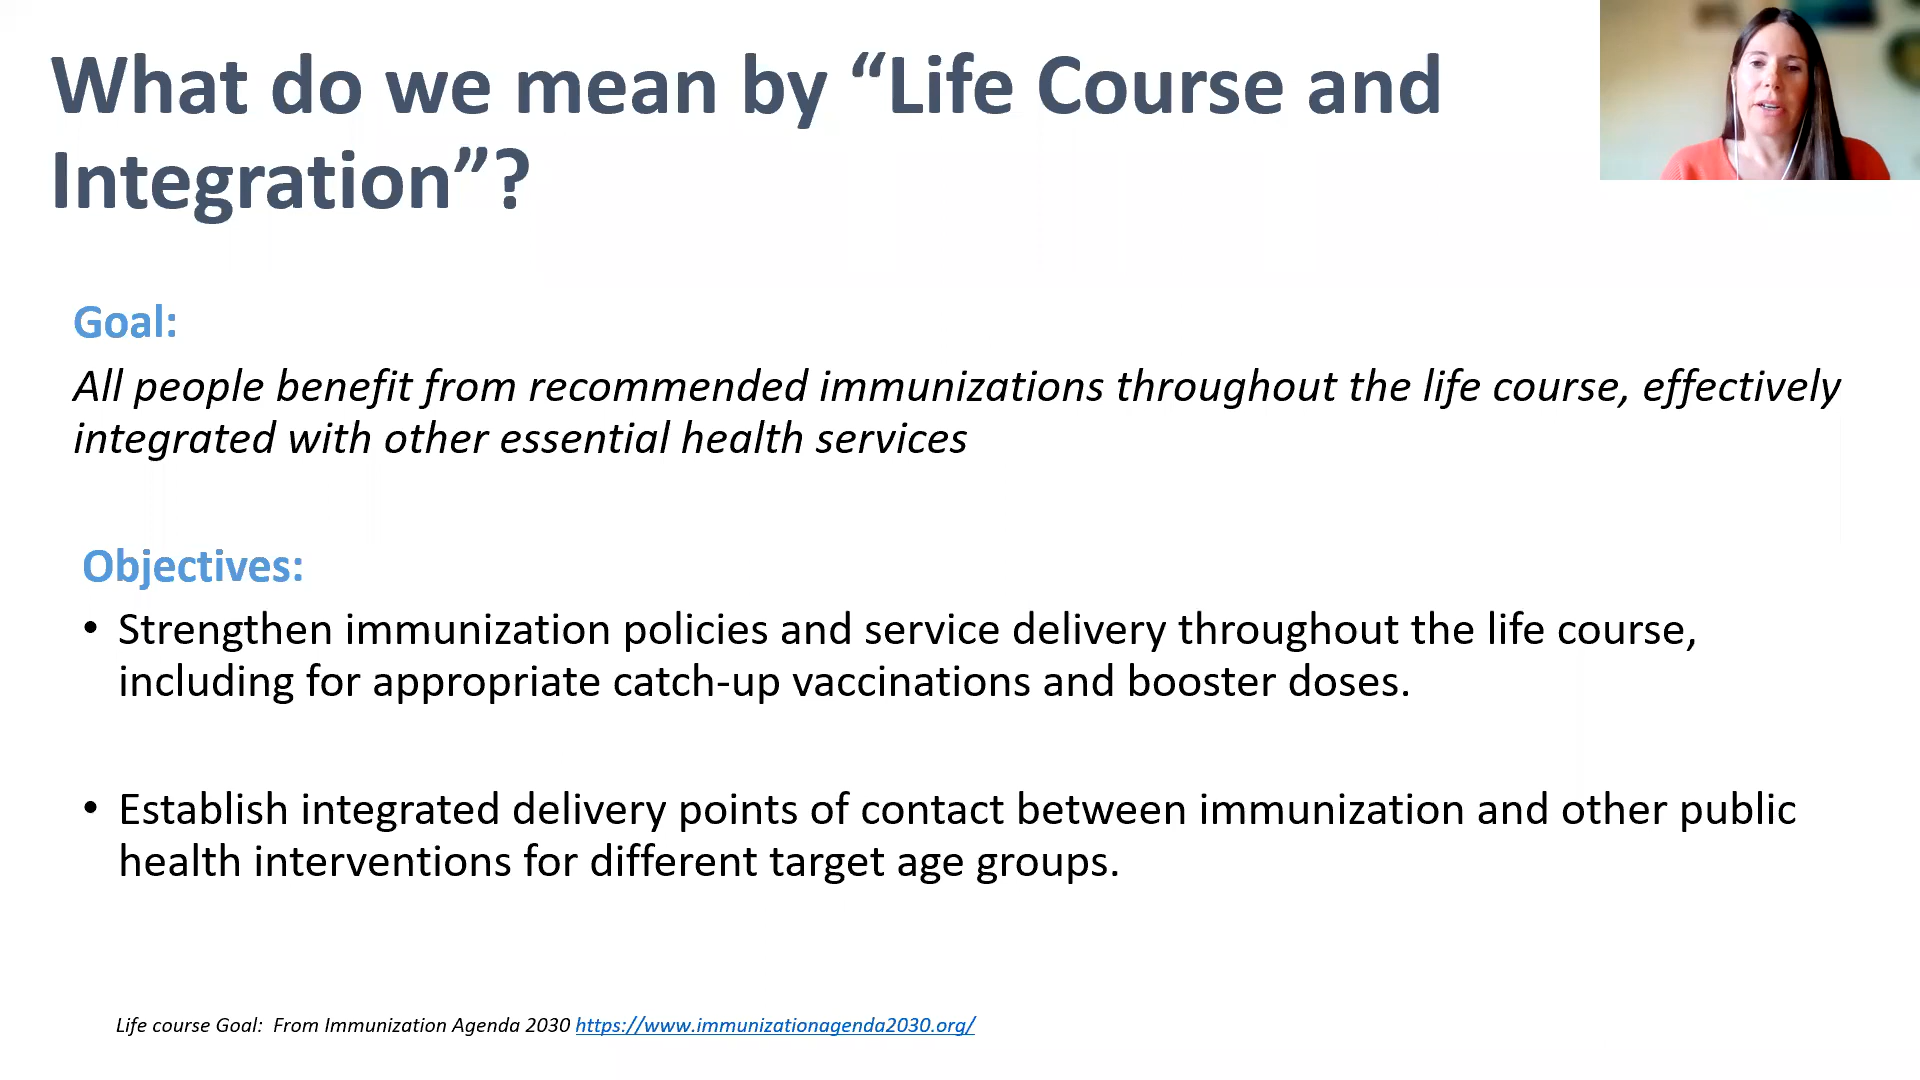 What do we mean by “Life Course and
Integration”?
Goal:
All people benefit from recommended immunizations throughout the life course, effectively
integrated with other essential health services
Objectives:
• Strengthen immunization policies and service delivery throughout the life course,
including for appropriate catch-up vaccinations and booster doses.
• Establish integrated delivery points of contact between immunization and other public
health interventions for different target age groups.
Life course Goal:  From Immunization Agenda 2030 https://www.immunizationagenda2030.org/